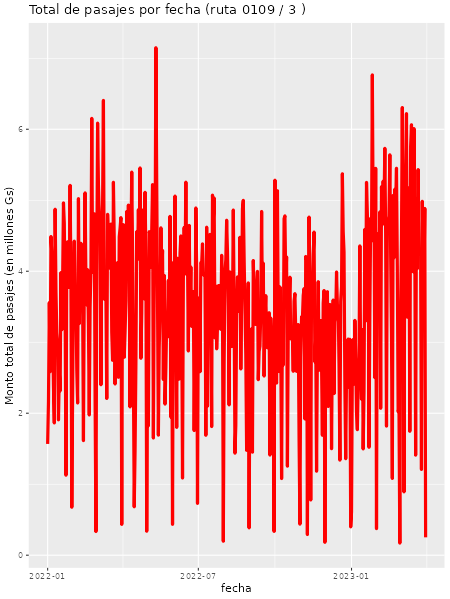 Total de pasajes por fecha (ruta 0109 / 3 )
Monto total de pasajes (en millones Gs)
6
4
2
0
2022-01 2022-07 2023-01
fecha